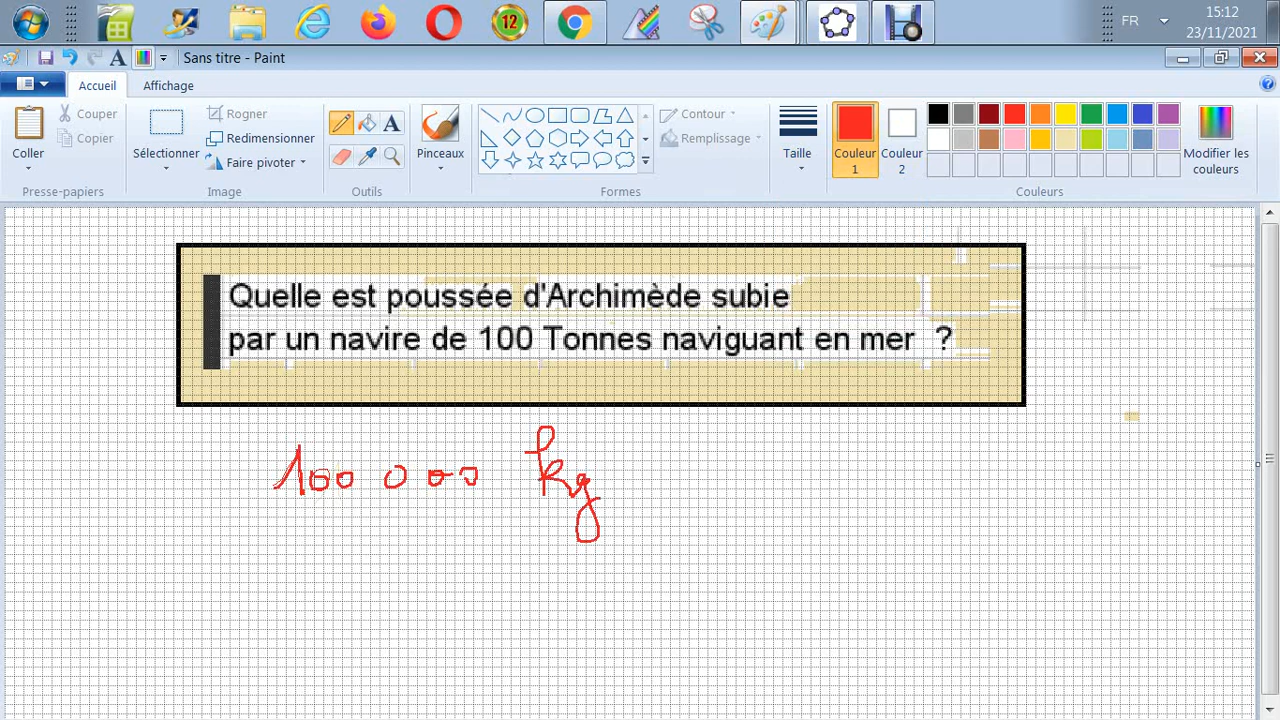 12
FR
15:12
23/11/2021
Sans titre - Paint
Accueil
Affichage
Coller
Couper
Copier
Presse-papiers
Sélectionner
Rogner
Redimensionner
Faire pivoter
Image
Outils
Pinceaux
Contour
Remplissage
Formes
Taille
Couleur 1
Couleur 2
Modifier les couleurs
Couleurs
Quelle est poussée d'Archimède subie
par un navire de 100 Tonnes naviguant en mer ?
100 000 kg